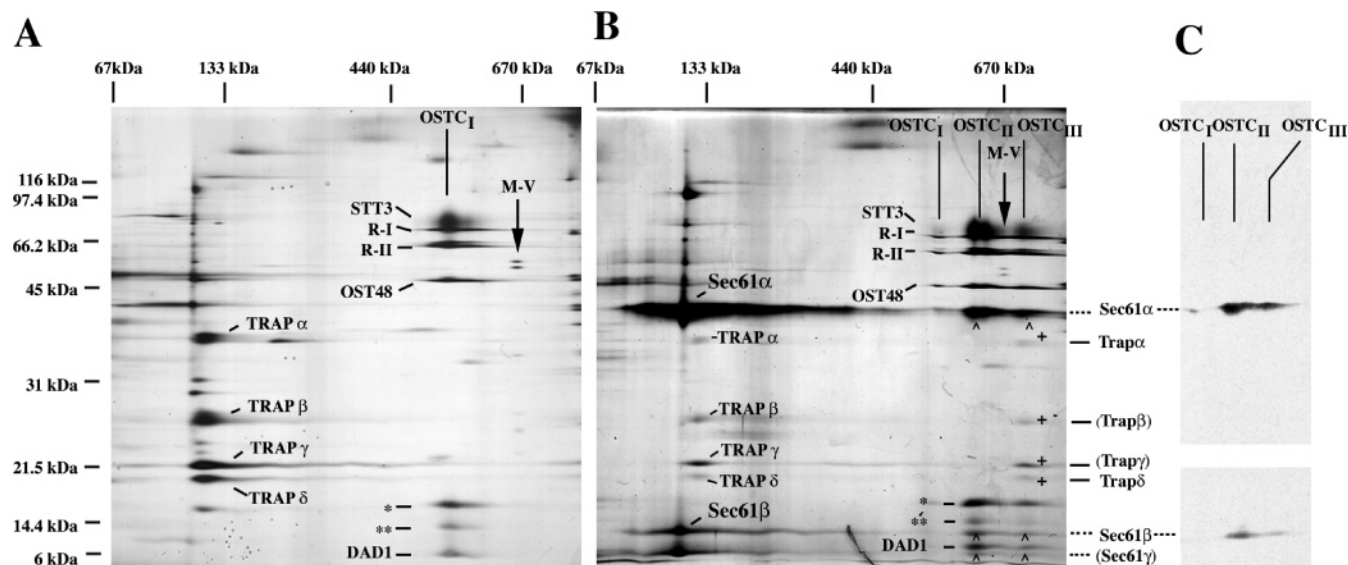 A
67kDa 133 kDa 440 kDa 670 kDa
OSTCI
M-V
116 kDa
97.4 kDa
66.2 kDa
45 kDa
31 kDa
21.5 kDa
14.4 kDa
6 kDa
STT3
R-I
R-II
OST48
TRAP α
TRAP β
TRAP γ
TRAP δ
*
**
DAD1
B
67kDa 133 kDa 440 kDa 670 kDa
OSTCI OSTCII OSTCIII
M-V
STT3
R-I
R-II
OST48
Sec61α
-TRAP α
TRAP β
TRAP γ
TRAP δ
Sec61β
*
**
DAD1
^ ^
+
+
+
+
^ ^
^ ^
Sec61α
Trapα
(Trapβ)
(Trapγ)
Trapδ
Sec61β
(Sec61γ)
C
OSTCI OSTCII OSTCIII